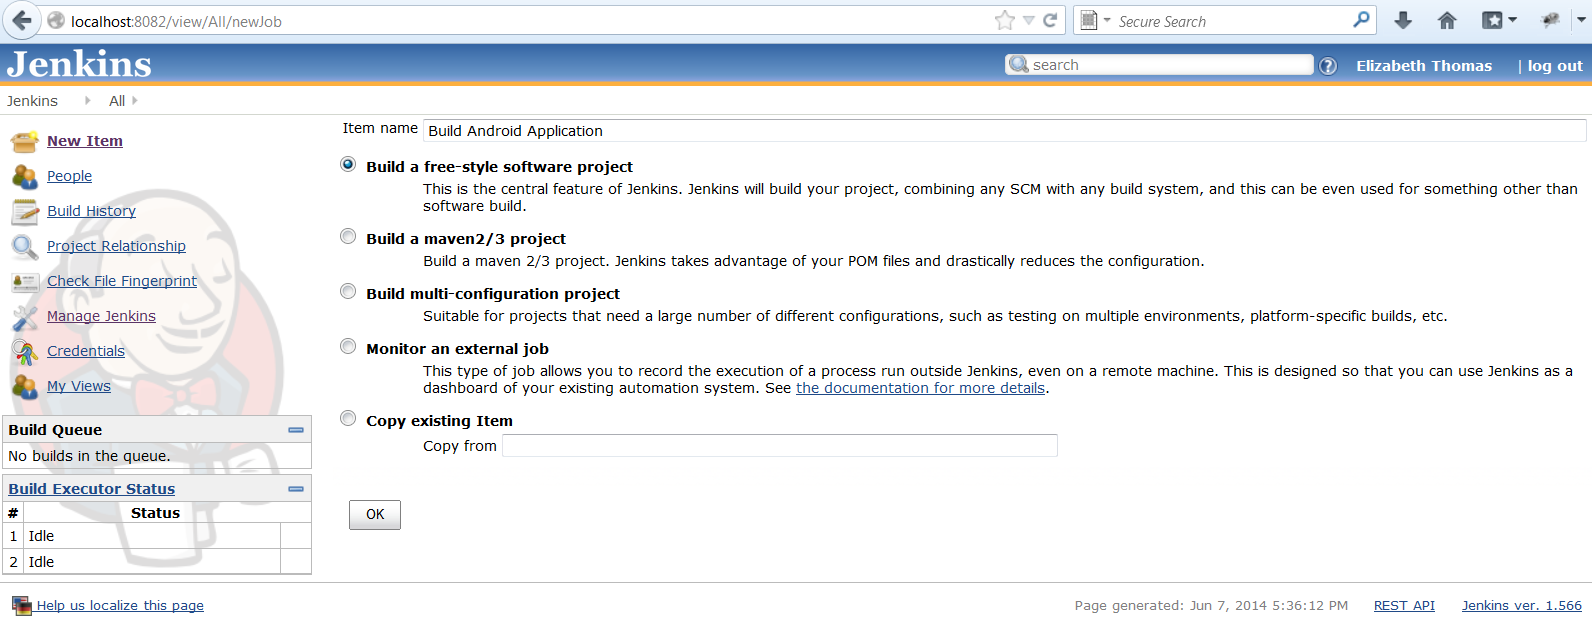 localhost:8082/view/All/newJob
Secure Search
Jenkins
search
Elizabeth Thomas
| log out
Jenkins
All
New Item
People
Build History
Project Relationship
Check File Fingerprint
Manage Jenkins
Credentials
My Views
Build Queue
No builds in the queue.
Build Executor Status
# Status
1 Idle
2 Idle
Item name Build Android Application
Build a free-style software project
This is the central feature of Jenkins. Jenkins will build your project, combining any SCM with any build system, and this can be even used for something other than
software build.
Build a maven2/3 project
Build a maven 2/3 project. Jenkins takes advantage of your POM files and drastically reduces the configuration.
Build multi-configuration project
Suitable for projects that need a large number of different configurations, such as testing on multiple environments, platform-specific builds, etc.
Monitor an external job
This type of job allows you to record the execution of a process run outside Jenkins, even on a remote machine. This is designed so that you can use Jenkins as a
dashboard of your existing automation system. See the documentation for more details.
Copy existing Item
Copy from
OK
Help us localize this page
Page generated: Jun 7, 2014 5:36:12 PM
REST API
Jenkins ver. 1.566